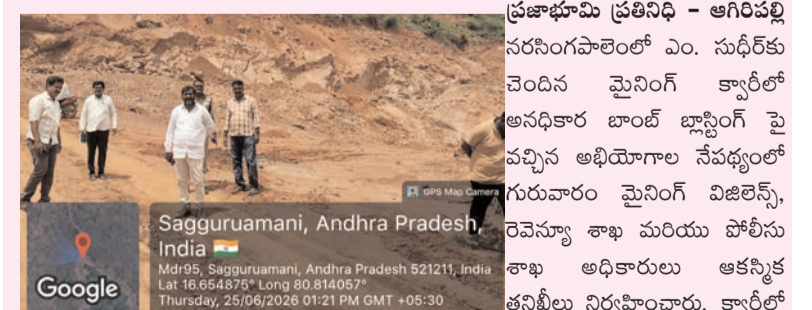 GPS Map Camera
Sagguruamani, Andhra Pradesh,
India 🇮🇳
Mdr95, Sagguruamani, Andhra Pradesh 521211, India
Lat 16.654875° Long 80.814057°
Thursday, 25/06/2026 01:21 PM GMT +05:30
Google
ప్రజాభూమి ప్రతినిధి - ఆగిరిపల్లి
నరసింగపాలెంలో ఎం. సుధీర్‌కు
చెందిన మైనింగ్ క్వారీలో
అనధికార బాంబ్ బ్లాస్టింగ్ పై
వచ్చిన అభియోగాల నేపథ్యంలో
గురువారం మైనింగ్ విజిలెన్స్,
రెవెన్యూ శాఖ మరియు పోలీసు
శాఖ అధికారులు ఆకస్మిక
తనిఖీలు నిర్వహించారు. క్వారీలో